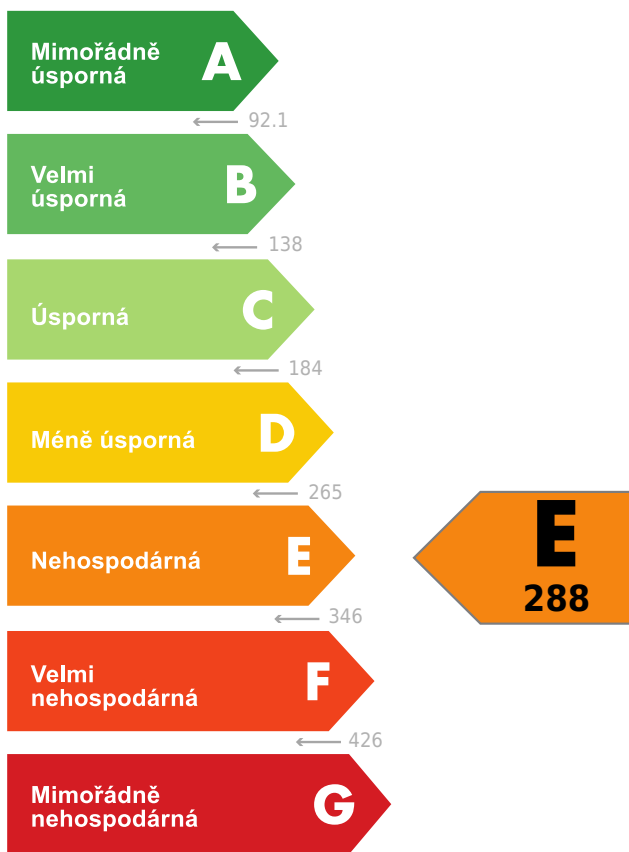 Mimořádně
úsporná
A
92.1
Velmi
úsporná
B
138
Úsporná
C
184
Méně úsporná
D
265
Nehospodárná
E
346
E
288
Velmi
nehospodárná
F
426
Mimořádně
nehospodárná
G